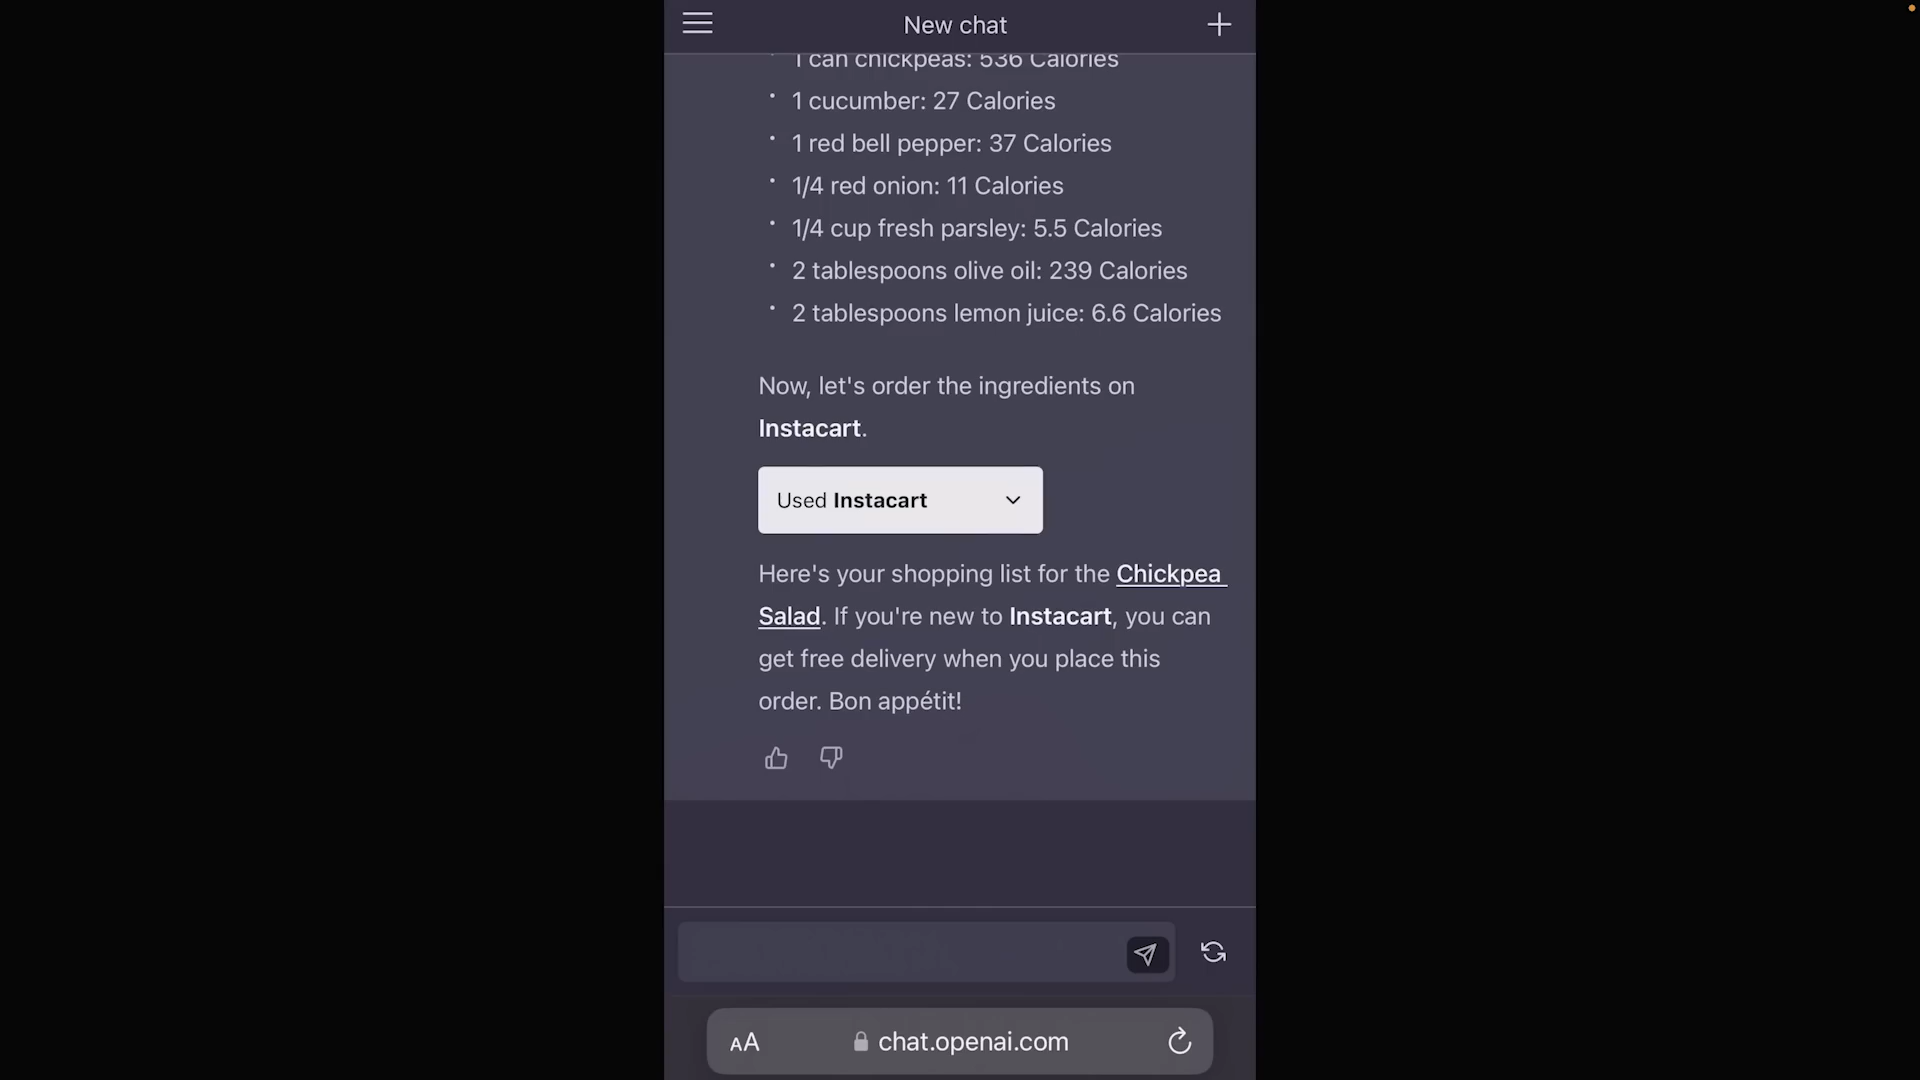 New chat
1 can chickpeas: 536 Calories
1 cucumber: 27 Calories
1 red bell pepper: 37 Calories
1/4 red onion: 11 Calories
1/4 cup fresh parsley: 5.5 Calories
2 tablespoons olive oil: 239 Calories
2 tablespoons lemon juice: 6.6 Calories
Now, let's order the ingredients on
Instacart.
Used Instacart
Here's your shopping list for the Chickpea
Salad. If you're new to Instacart, you can
get free delivery when you place this
order. Bon appétit!
AA chat.openai.com